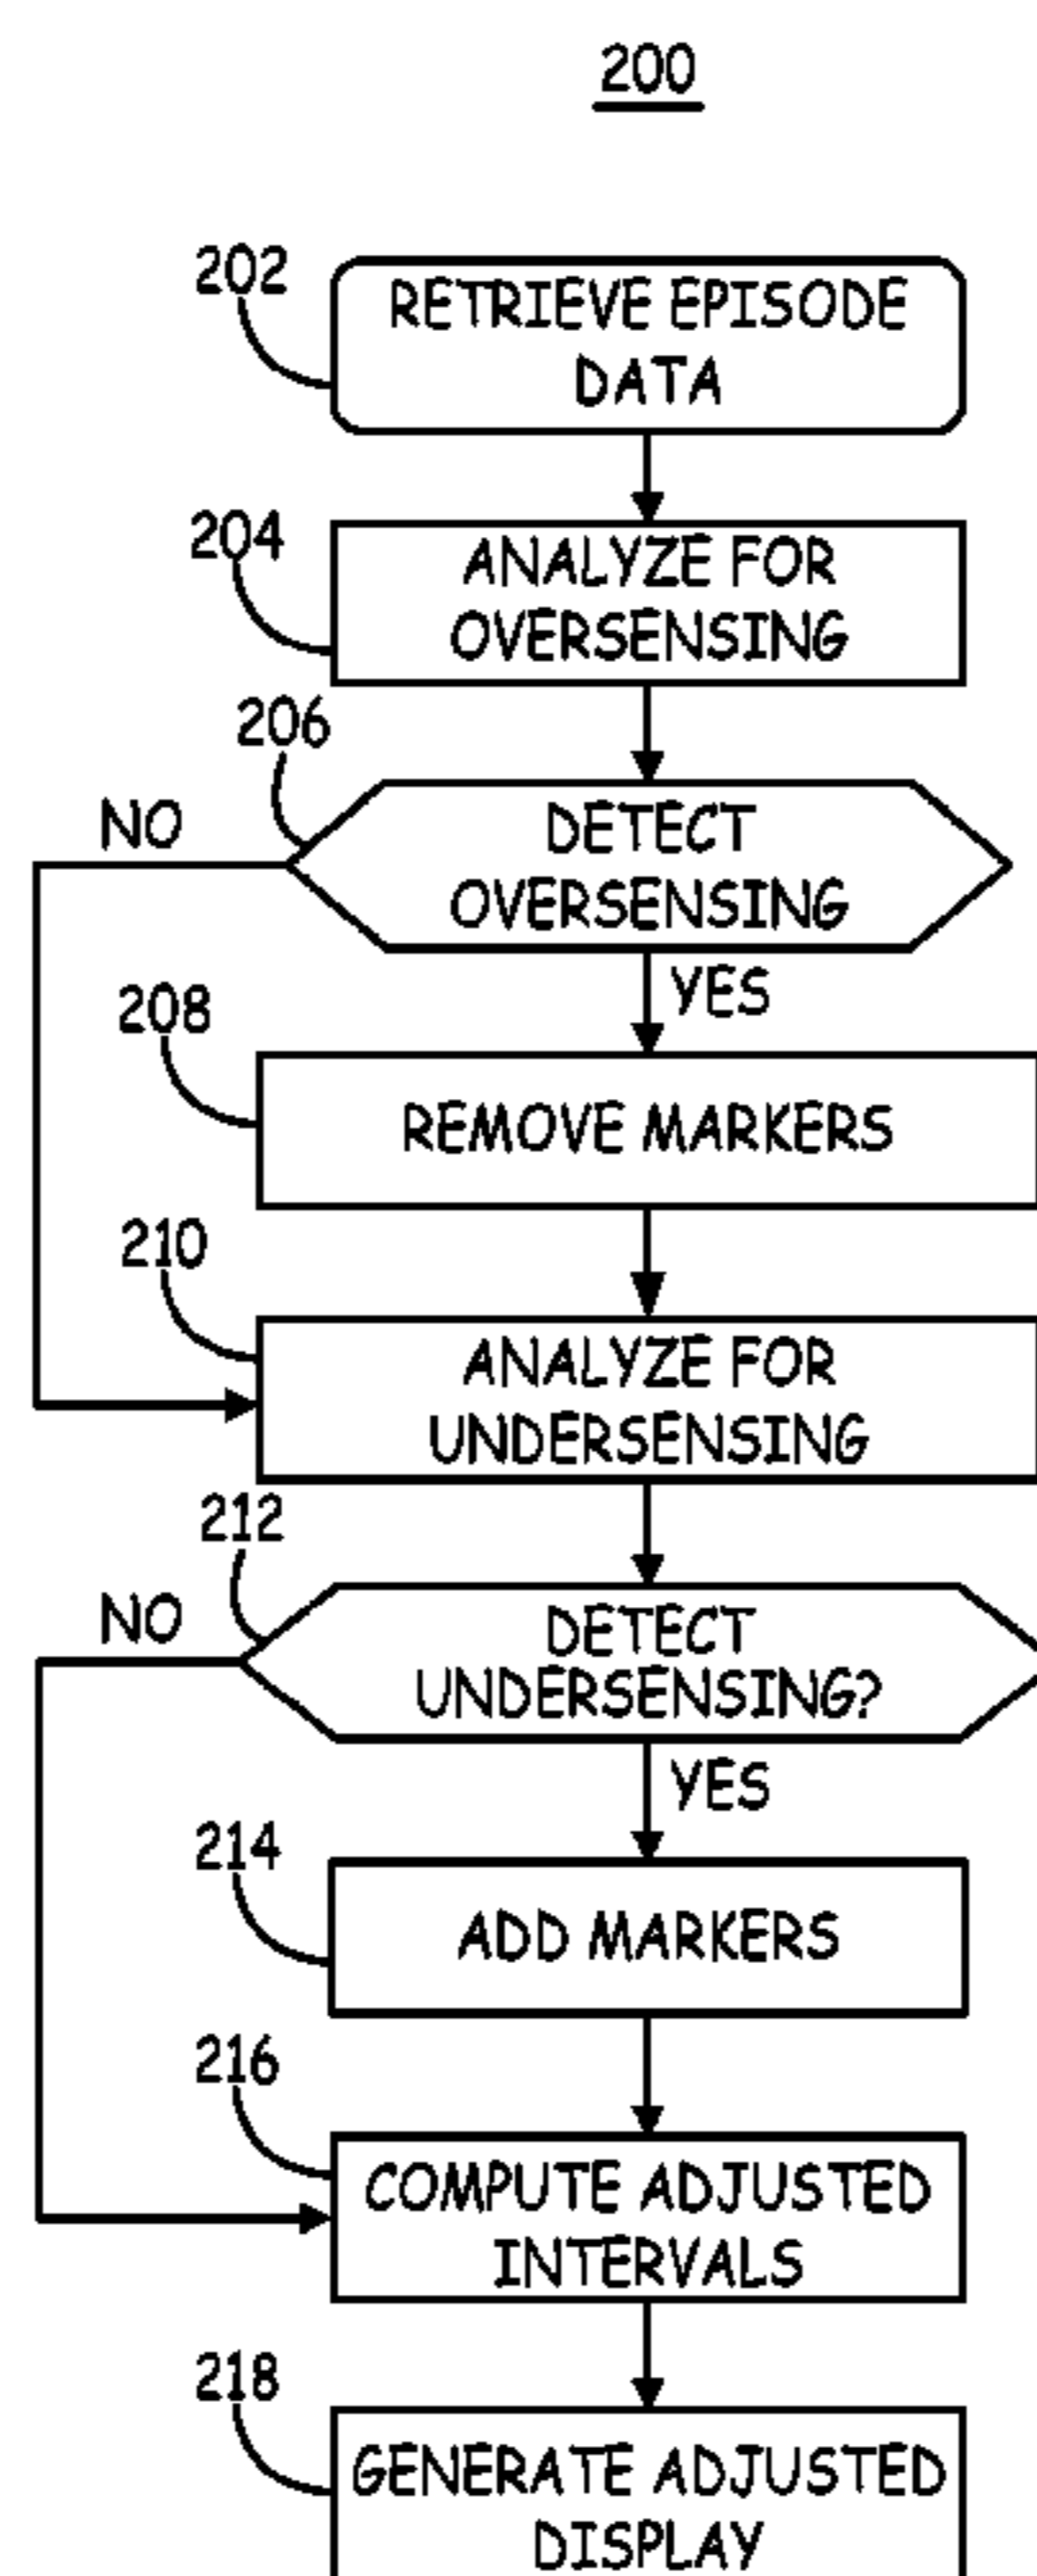 200
202
RETRIEVE EPISODE
DATA
204
ANALYZE FOR
OVERSENSING
206
NO
DETECT
OVERSENSING
YES
208
REMOVE MARKERS
210
ANALYZE FOR
UNDERSENSING
212
NO
DETECT
UNDERSENSING?
YES
214
ADD MARKERS
216
COMPUTE ADJUSTED
INTERVALS
218
GENERATE ADJUSTED
DISPLAY